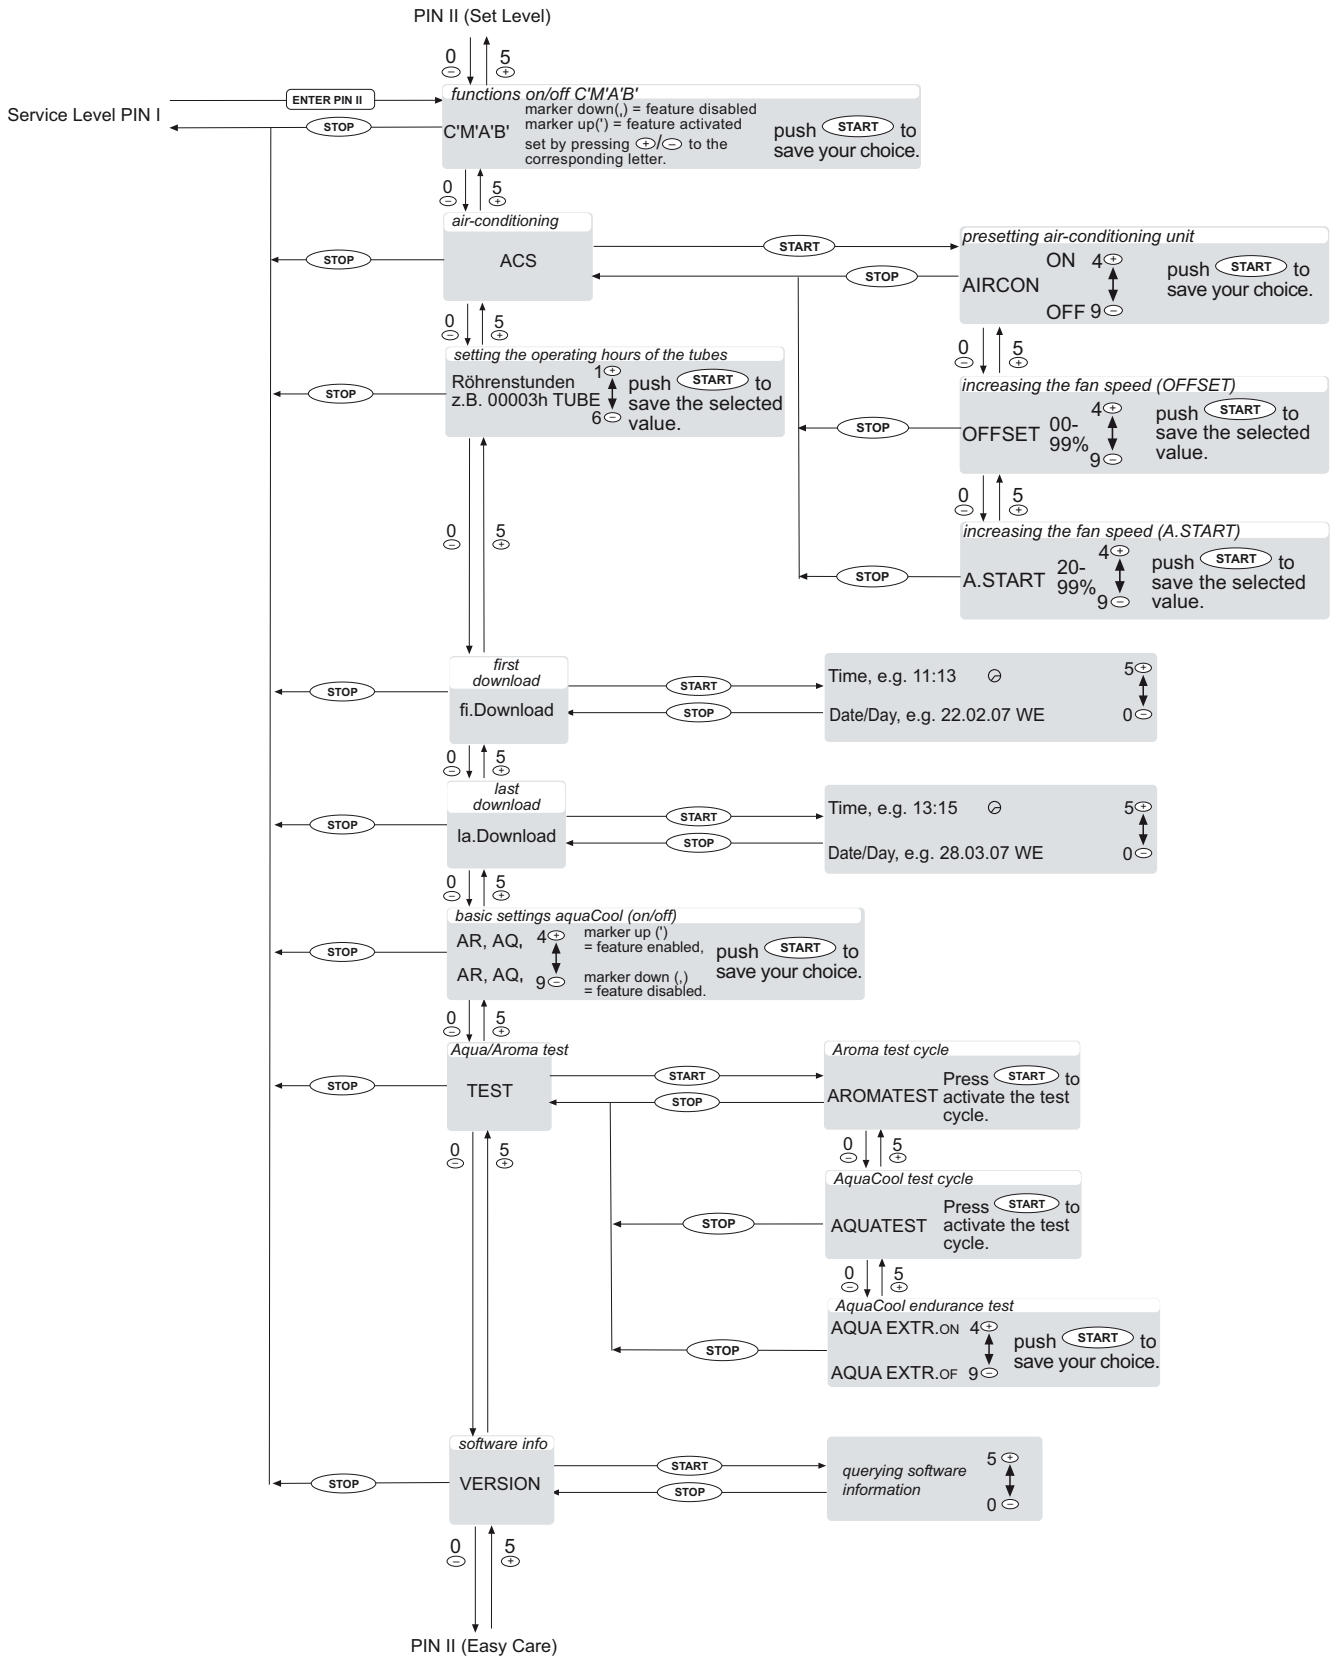 PIN II (Set Level)
0 5
− +
Service Level PIN I
ENTER PIN II
STOP
functions on/off C'M'A'B'
C'M'A'B'
marker down(,) = feature disabled
marker up(') = feature activated
set by pressing +/− to the
corresponding letter.
push START to
save your choice.
0 5
− +
air-conditioning
ACS
STOP
START
STOP
presetting air-conditioning unit
AIRCON
ON 4+
OFF 9−
push START to
save your choice.
0 5
− +
increasing the fan speed (OFFSET)
OFFSET
00-
99%
4+
9−
push START to
save the selected
value.
STOP
0 5
− +
increasing the fan speed (A.START)
A.START
20-
99%
4+
9−
push START to
save the selected
value.
STOP
0 5
− +
setting the operating hours of the tubes
Röhrenstunden
z.B. 00003h TUBE
1+
6−
push START to
save the selected
value.
STOP
0 5
− +
first
download
fi.Download
STOP
START
STOP
Time, e.g. 11:13
Date/Day, e.g. 22.02.07 WE
5+
0−
0 5
− +
last
download
la.Download
STOP
START
STOP
Time, e.g. 13:15
Date/Day, e.g. 28.03.07 WE
5+
0−
0 5
− +
basic settings aquaCool (on/off)
AR, AQ, 4+
AR, AQ, 9−
marker up (')
= feature enabled,
marker down (,)
= feature disabled.
push START to
save your choice.
STOP
0 5
− +
Aqua/Aroma test
TEST
STOP
START
STOP
Aroma test cycle
AROMATEST
Press START to
activate the test
cycle.
0 5
− +
AquaCool test cycle
AQUATEST
Press START to
activate the test
cycle.
STOP
0 5
− +
AquaCool endurance test
AQUA EXTR.ON 4+
AQUA EXTR.OF 9−
push START to
save your choice.
STOP
0 5
− +
software info
VERSION
STOP
START
STOP
querying software
information
5 +
0 −
0 5
− +
PIN II (Easy Care)